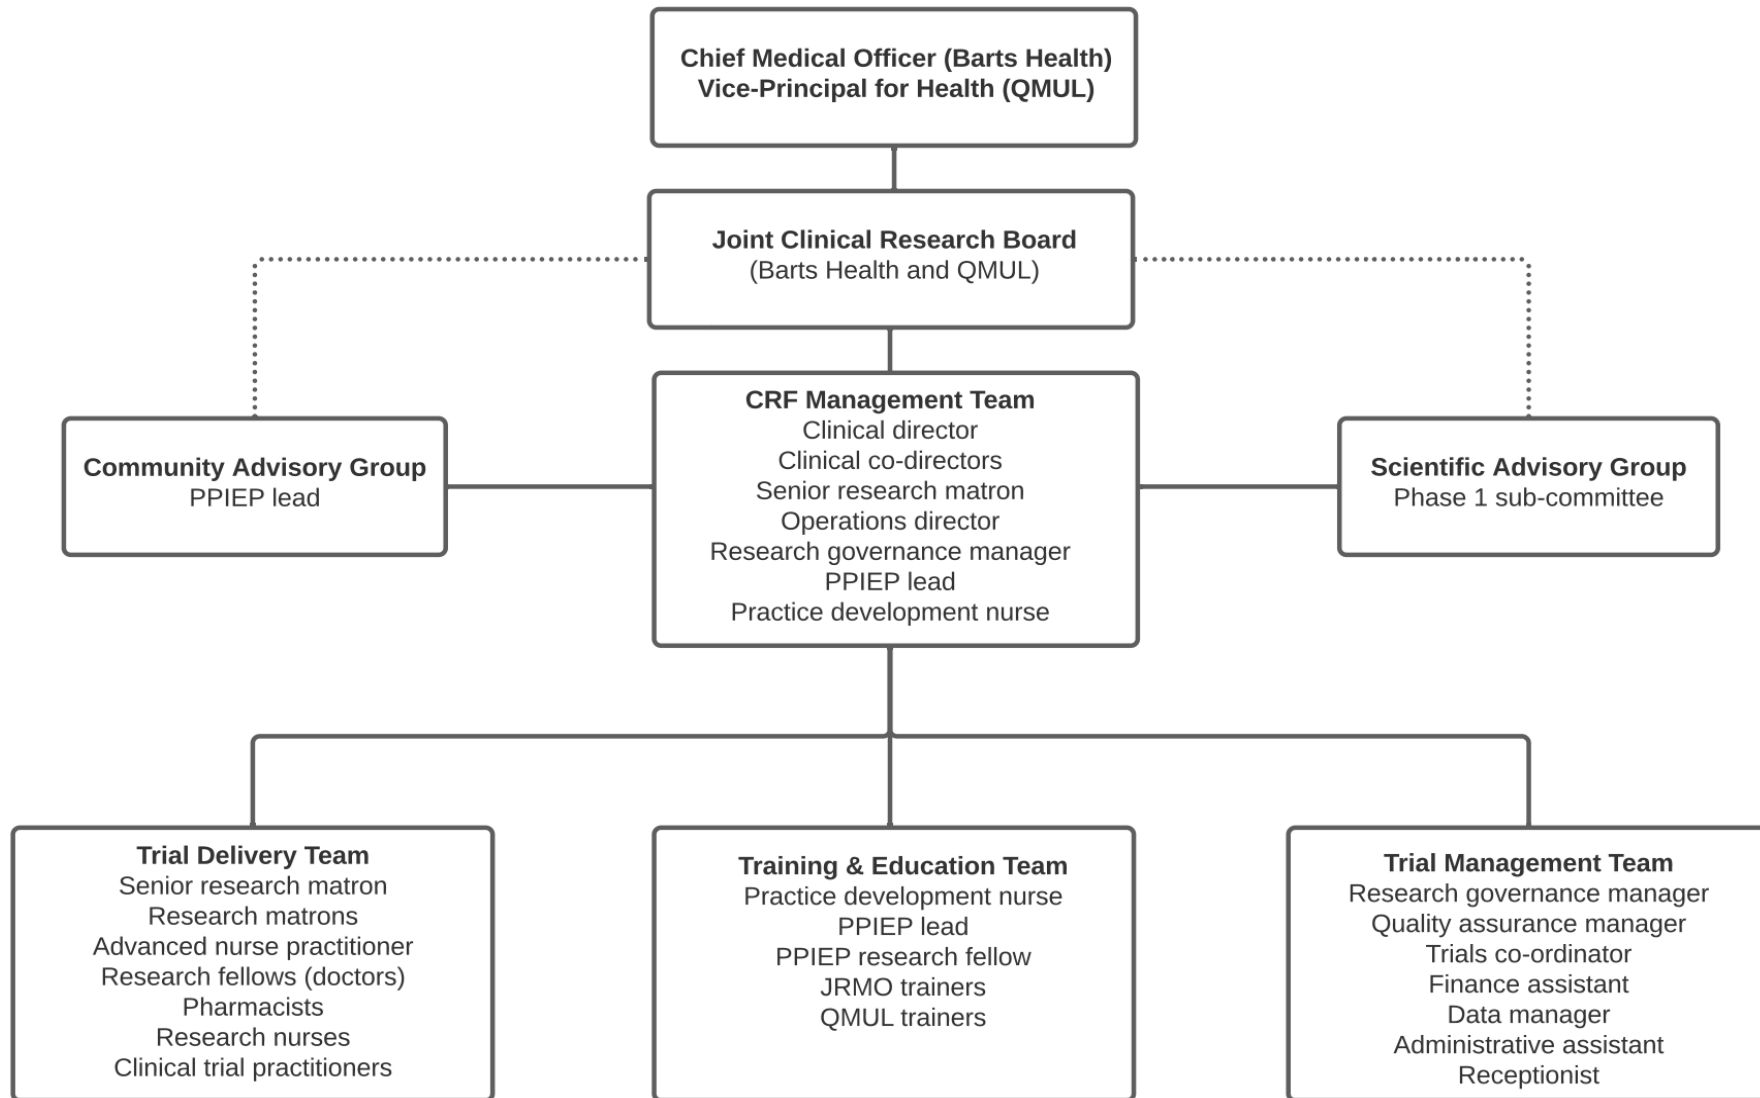 Chief Medical Officer (Barts Health)
Vice-Principal for Health (QMUL)
Joint Clinical Research Board
(Barts Health and QMUL)
CRF Management Team
Clinical director
Clinical co-directors
Senior research matron
Operations director
Research governance manager
PPIEP lead
Practice development nurse
Community Advisory Group
PPIEP lead
Scientific Advisory Group
Phase 1 sub-committee
Trial Delivery Team
Senior research matron
Research matrons
Advanced nurse practitioner
Research fellows (doctors)
Pharmacists
Research nurses
Clinical trial practitioners
Training & Education Team
Practice development nurse
PPIEP lead
PPIEP research fellow
JRMO trainers
QMUL trainers
Trial Management Team
Research governance manager
Quality assurance manager
Trials co-ordinator
Finance assistant
Data manager
Administrative assistant
Receptionist